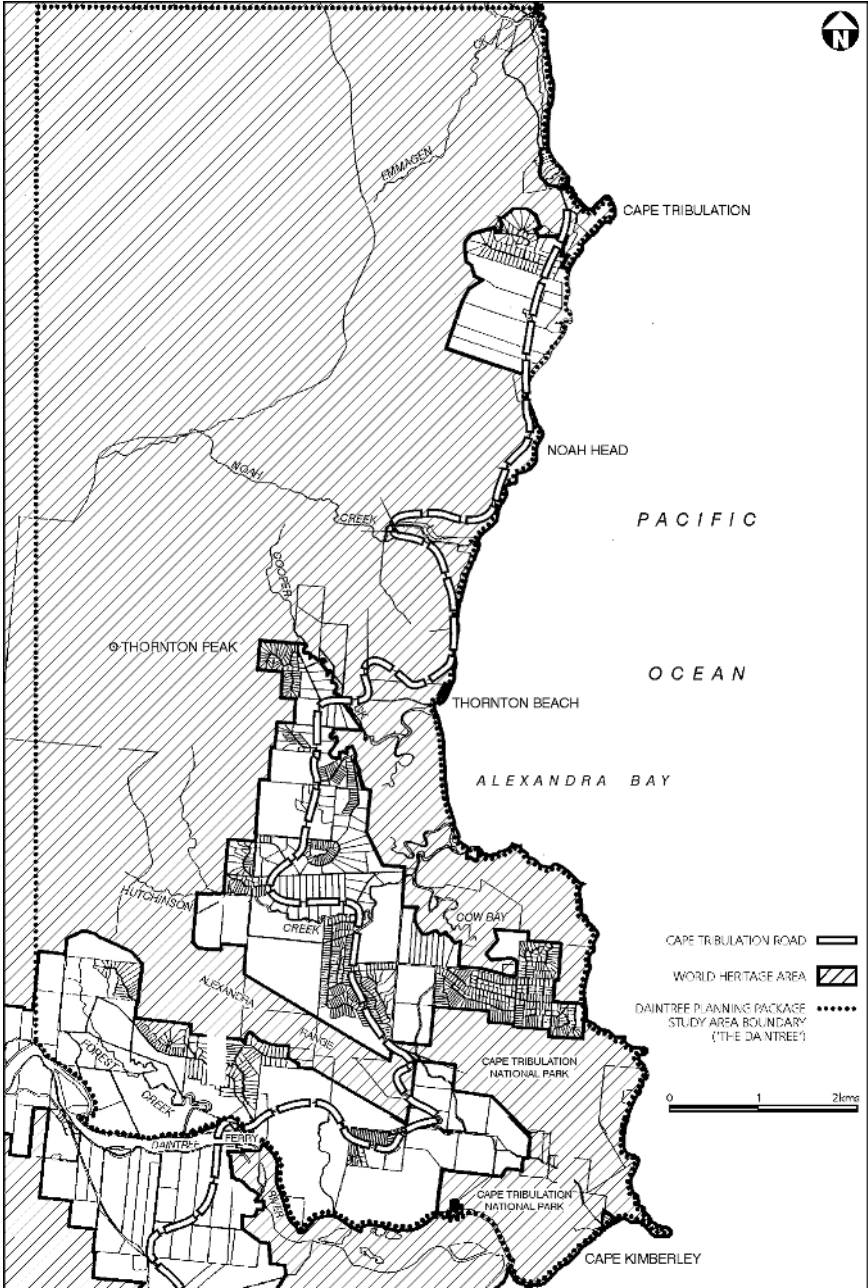 N
EMMAGEN
CAPE TRIBULATION
NOAH HEAD
NOAH
CREEK
PACIFIC
COOPER
THORNTON PEAK
OCEAN
THORNTON BEACH
ALEXANDRA BAY
HUTCHINSON
CREEK
COW BAY
CAPE TRIBULATION ROAD
WORLD HERITAGE AREA
DAINTREE PLANNING PACKAGE
STUDY AREA BOUNDARY
('THE DAINTREE')
ALEXANDRA
RANGE
FOREST
CREEK
CAPE TRIBULATION
NATIONAL PARK
0 1 2kms
DAINTREE
FERRY
RIVER
CAPE TRIBULATION
NATIONAL PARK
CAPE KIMBERLEY